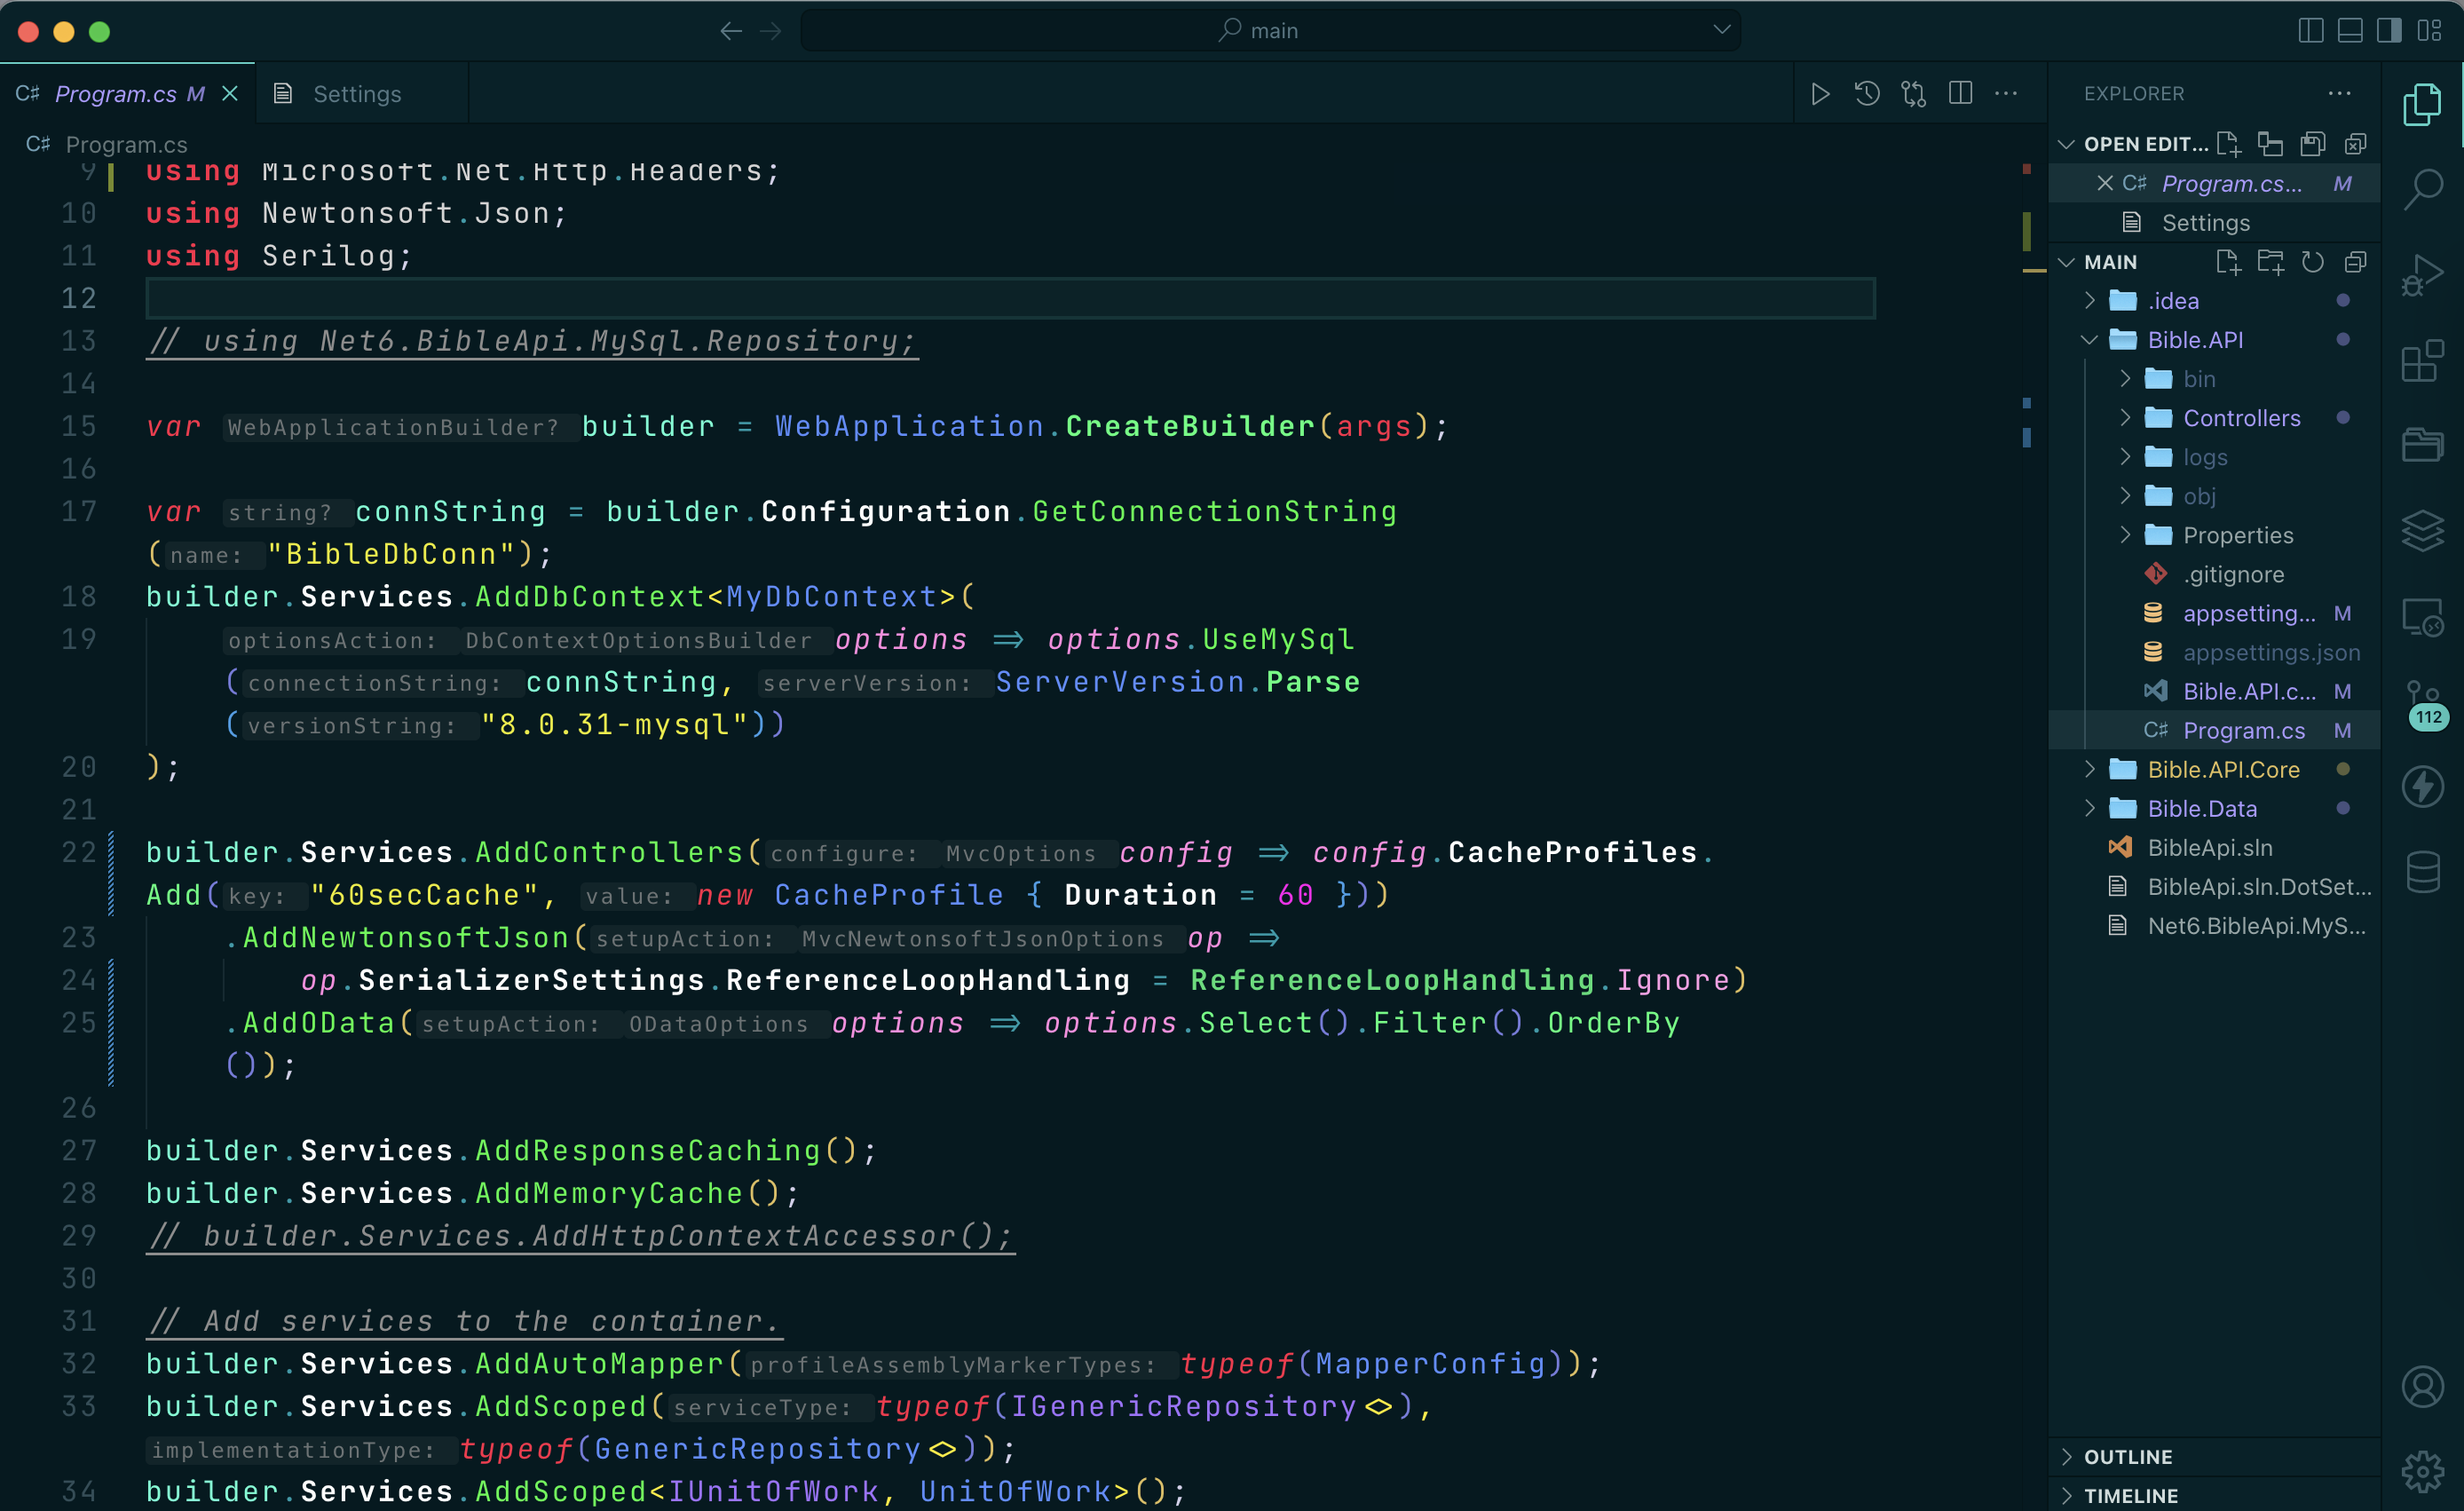 main
C# Program.cs M
Settings
C# Program.cs
9 using Microsoft.Net.Http.Headers;
10 using Newtonsoft.Json;
11 using Serilog;
12
13 // using Net6.BibleApi.MySql.Repository;
14
15 var WebApplicationBuilder? builder = WebApplication.CreateBuilder(args);
16
17 var string? connString = builder.Configuration.GetConnectionString
(name: "BibleDbConn");
18 builder.Services.AddDbContext<MyDbContext>(
19 optionsAction: DbContextOptionsBuilder options => options.UseMySql
(connectionString: connString, serverVersion: ServerVersion.Parse
(versionString: "8.0.31-mysql"))
20 );
21
22 builder.Services.AddControllers(configure: MvcOptions config => config.CacheProfiles.
Add(key: "60secCache", value: new CacheProfile { Duration = 60 }))
23 .AddNewtonsoftJson(setupAction: MvcNewtonsoftJsonOptions op =>
24 op.SerializerSettings.ReferenceLoopHandling = ReferenceLoopHandling.Ignore)
25 .AddOData(setupAction: ODataOptions options => options.Select().Filter().OrderBy
());
26
27 builder.Services.AddResponseCaching();
28 builder.Services.AddMemoryCache();
29 // builder.Services.AddHttpContextAccessor();
30
31 // Add services to the container.
32 builder.Services.AddAutoMapper(profileAssemblyMarkerTypes: typeof(MapperConfig));
33 builder.Services.AddScoped(serviceType: typeof(IGenericRepository<>),
implementationType: typeof(GenericRepository<>));
34 builder.Services.AddScoped<IUnitOfWork, UnitOfWork>();
EXPLORER
OPEN EDIT...
C# Program.cs... M
Settings
MAIN
.idea
Bible.API
bin
Controllers
logs
obj
Properties
.gitignore
appsetting... M
appsettings.json
Bible.API.c... M
C# Program.cs M
Bible.API.Core
Bible.Data
BibleApi.sln
BibleApi.sln.DotSet...
Net6.BibleApi.MyS...
OUTLINE
TIMELINE
112